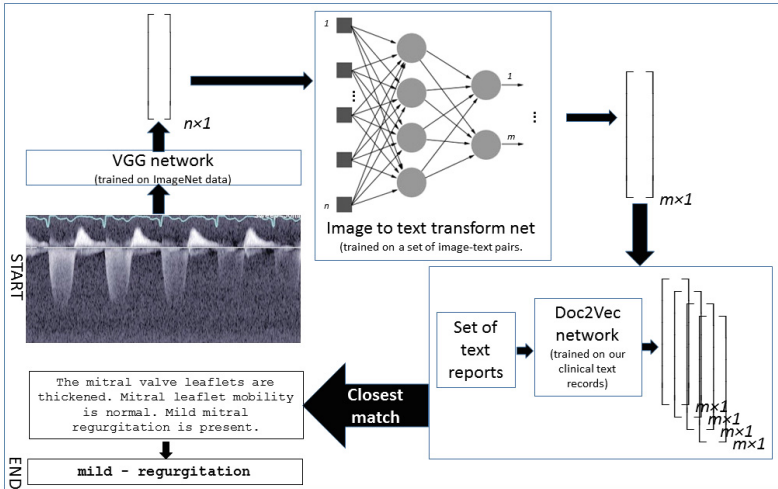 n×1
VGG network
(trained on ImageNet data)
START
1
...
n
1
...
m
Image to text transform net
(trained on a set of image-text pairs.
m×1
Set of
text
reports
Doc2Vec
network
(trained on our
clinical text
records)
m×1
m×1
m×1
m×1
Closest
match
The mitral valve leaflets are
thickened. Mitral leaflet mobility
is normal. Mild mitral
regurgitation is present.
mild - regurgitation
END